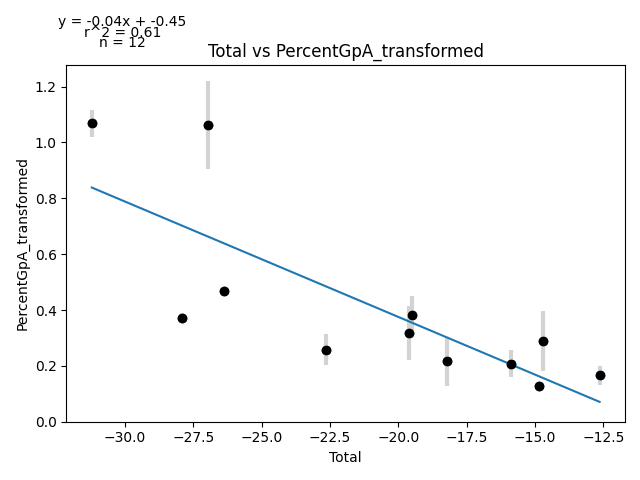 y = -0.04x + -0.45
r^2 = 0.61
n = 12
Total vs PercentGpA_transformed
PercentGpA_transformed
1.2
1.0
0.8
0.6
0.4
0.2
0.0
−30.0 −27.5 −25.0 −22.5 −20.0 −17.5 −15.0 −12.5
Total